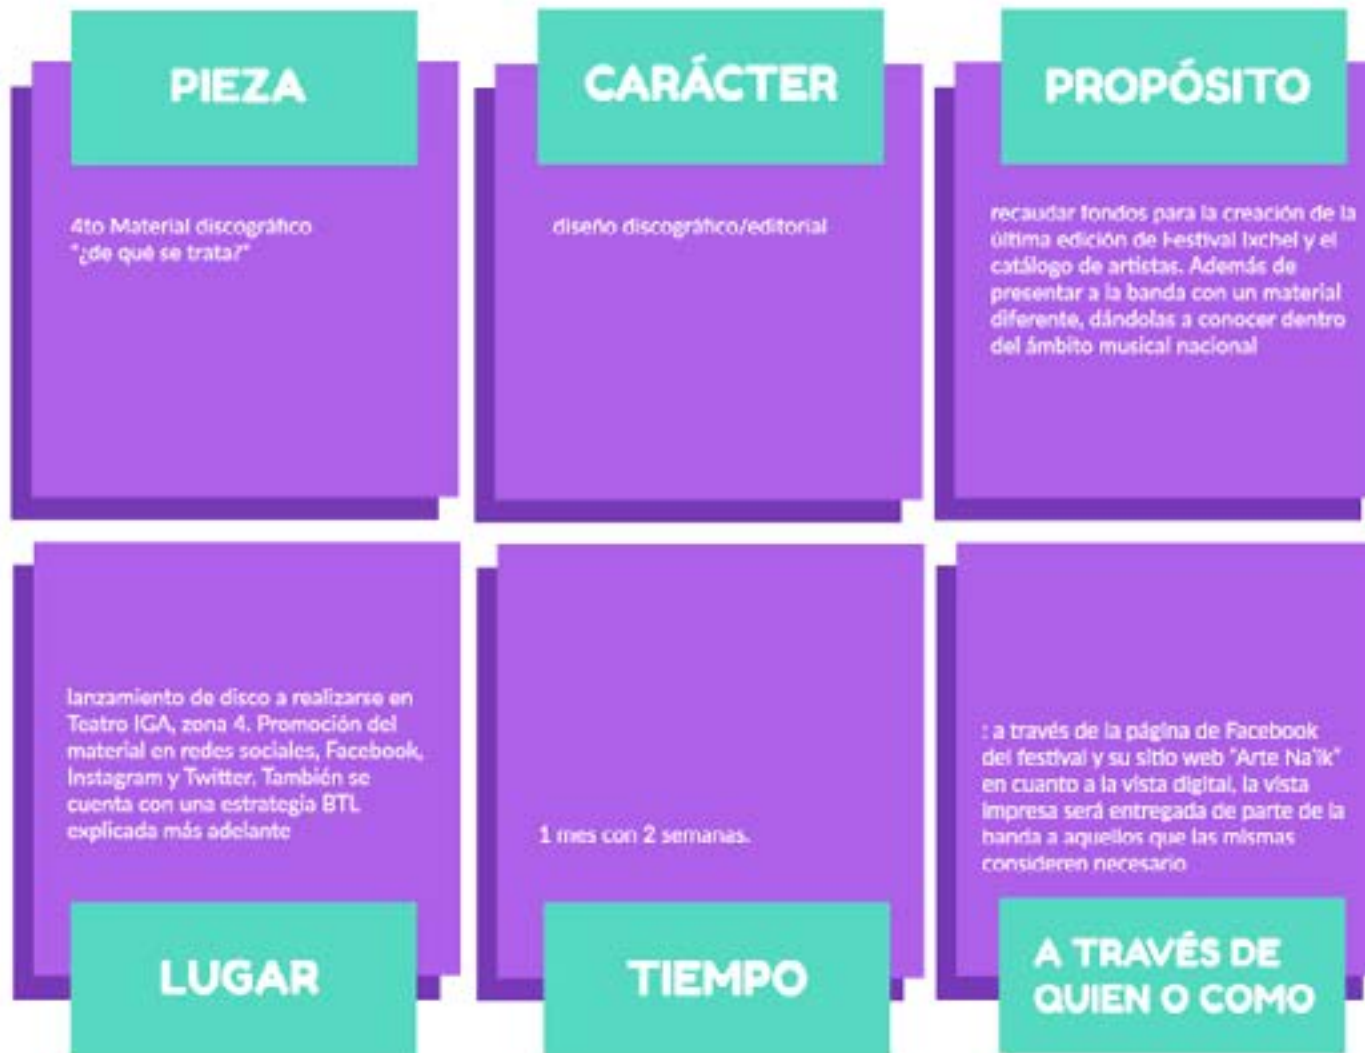 PIEZA
4to Material discográfico
"¿de qué se trata?"
CARÁCTER
diseño discográfico/editorial
PROPÓSITO
recaudar fondos para la creación de la
última edición de Festival Ixchel y el
catálogo de artistas. Además de
presentar a la banda con un material
diferente, dándolas a conocer dentro
del ámbito musical nacional
lanzamiento de disco a realizarse en
Teatro IGA, zona 4. Promoción del
material en redes sociales, Facebook,
Instagram y Twitter. También se
cuenta con una estrategia BTL
explicada más adelante
LUGAR
1 mes con 2 semanas.
TIEMPO
: a través de la página de Facebook
del festival y su sitio web "Arte Na'ik"
en cuanto a la vista digital, la vista
impresa será entregada de parte de la
banda a aquellos que las mismas
consideren necesario
A TRAVÉS DE
QUIEN O COMO